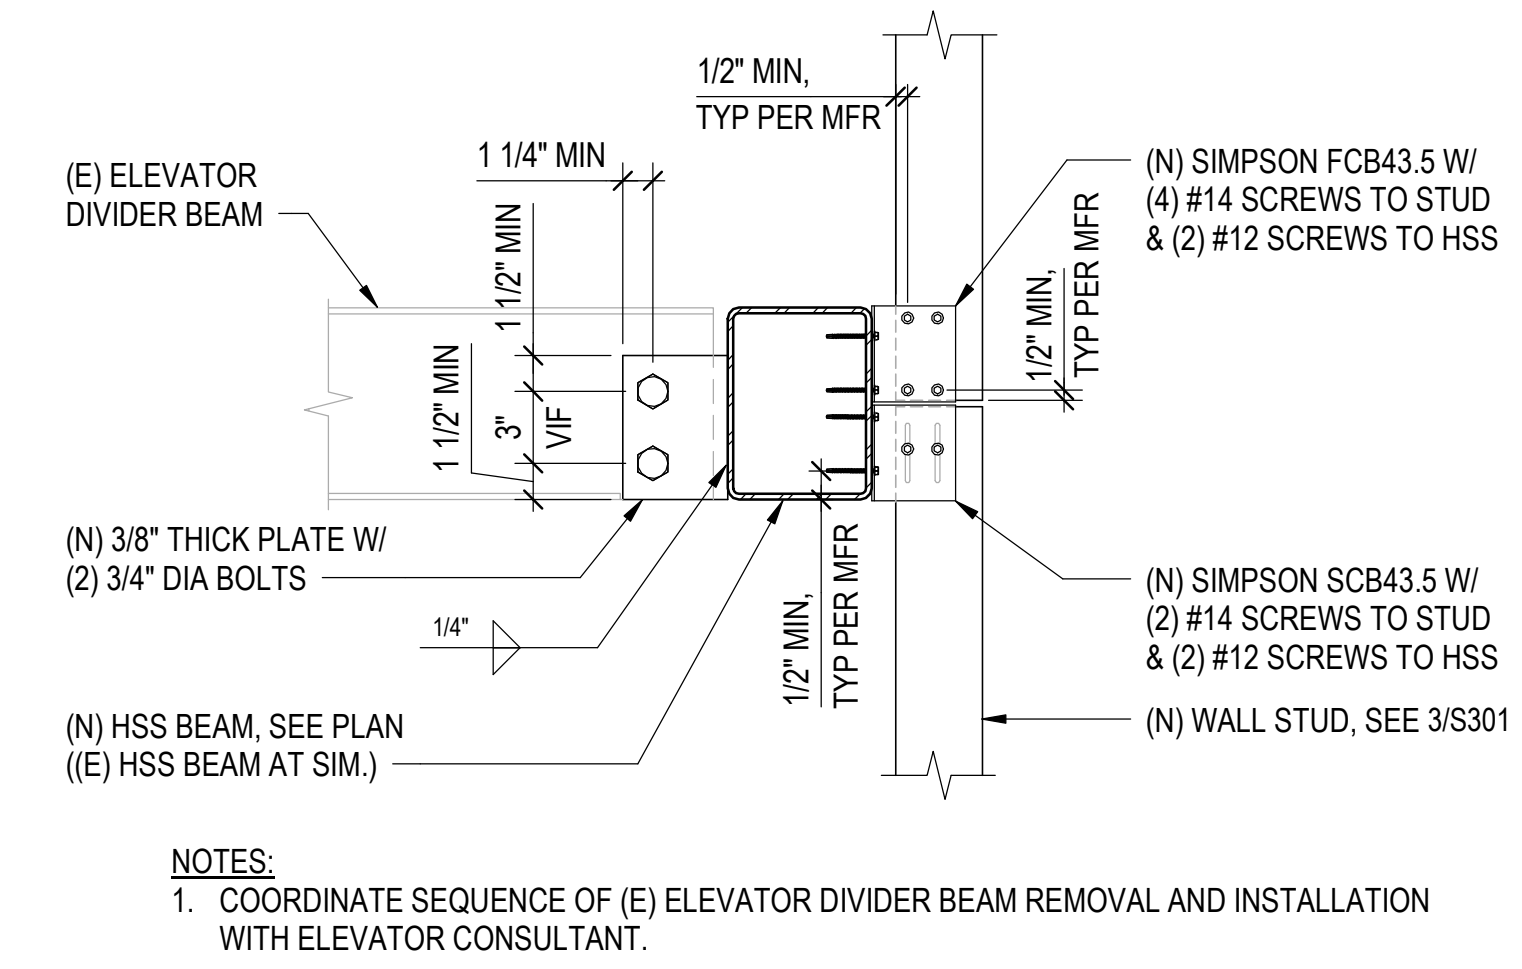 1/2" MIN,
TYP PER MFR
1 1/4" MIN
(E) ELEVATOR
DIVIDER BEAM
(N) SIMPSON FCB43.5 W/
(4) #14 SCREWS TO STUD
& (2) #12 SCREWS TO HSS
1 1/2" MIN
1/2" MIN,
TYP PER MFR
1 1/2" MIN
3"
VIF
(N) 3/8" THICK PLATE W/
(2) 3/4" DIA BOLTS
1/4"
1/2" MIN,
TYP PER MFR
(N) SIMPSON SCB43.5 W/
(2) #14 SCREWS TO STUD
& (2) #12 SCREWS TO HSS
(N) HSS BEAM, SEE PLAN
((E) HSS BEAM AT SIM.)
(N) WALL STUD, SEE 3/S301
NOTES:
1. COORDINATE SEQUENCE OF (E) ELEVATOR DIVIDER BEAM REMOVAL AND INSTALLATION
WITH ELEVATOR CONSULTANT.